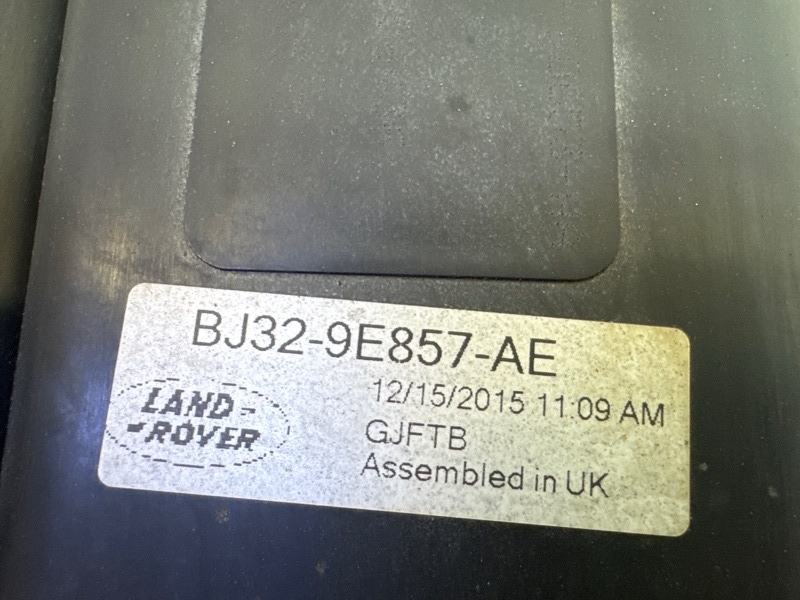 BJ32-9E857-AE
12/15/2015 11:09 AM
LAND-
-ROVER
GJFTB
Assembled in UK